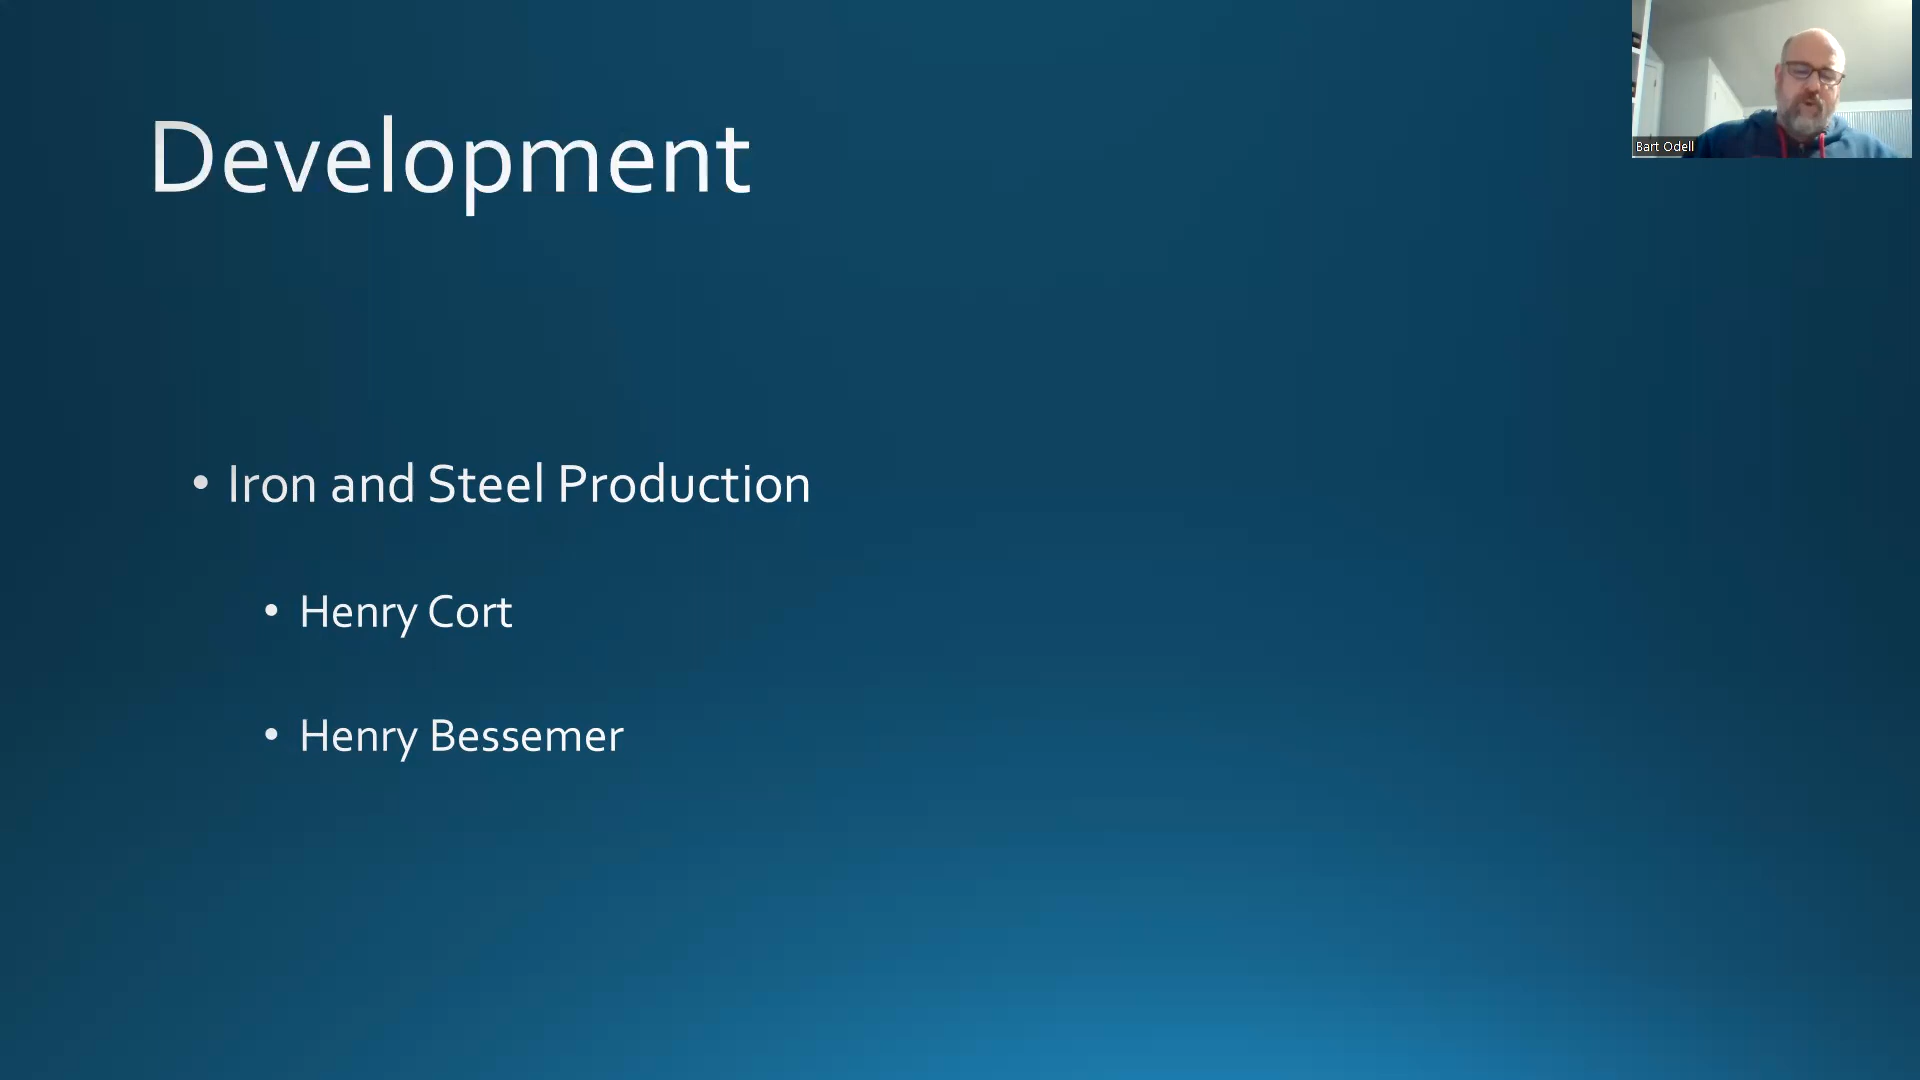 Development
Bart Odell
• Iron and Steel Production
• Henry Cort
• Henry Bessemer